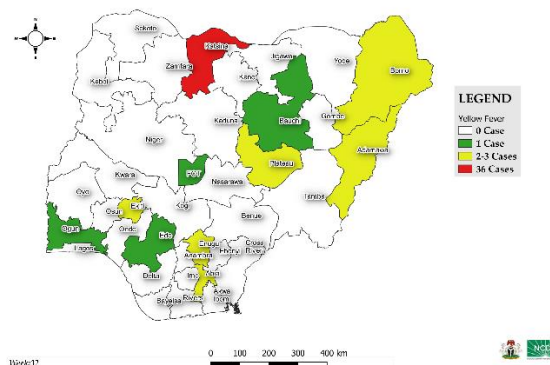 N
W
E
S
Sokoto
Katsina
Jigawa
Yobe
Borno
Zamfara
Kano
Kebbi
Kaduna
Bauchi
Gombe
Adamawa
Niger
Plateau
FCT
Kwara
Nasarawa
Taraba
Oyo
Ekiti
Kogi
Osun
Benue
Ogun
Ondo
Edo
Enugu
Lagos
Anambra
Ebonyi
Cross
River
Delta
Imo
Abia
Bayelsa
Rivers
Akwa
Ibom
LEGEND
Yellow Fever
0 Case
1 Case
2-3 Cases
36 Cases
0 100 200 300 400 km
NCDC